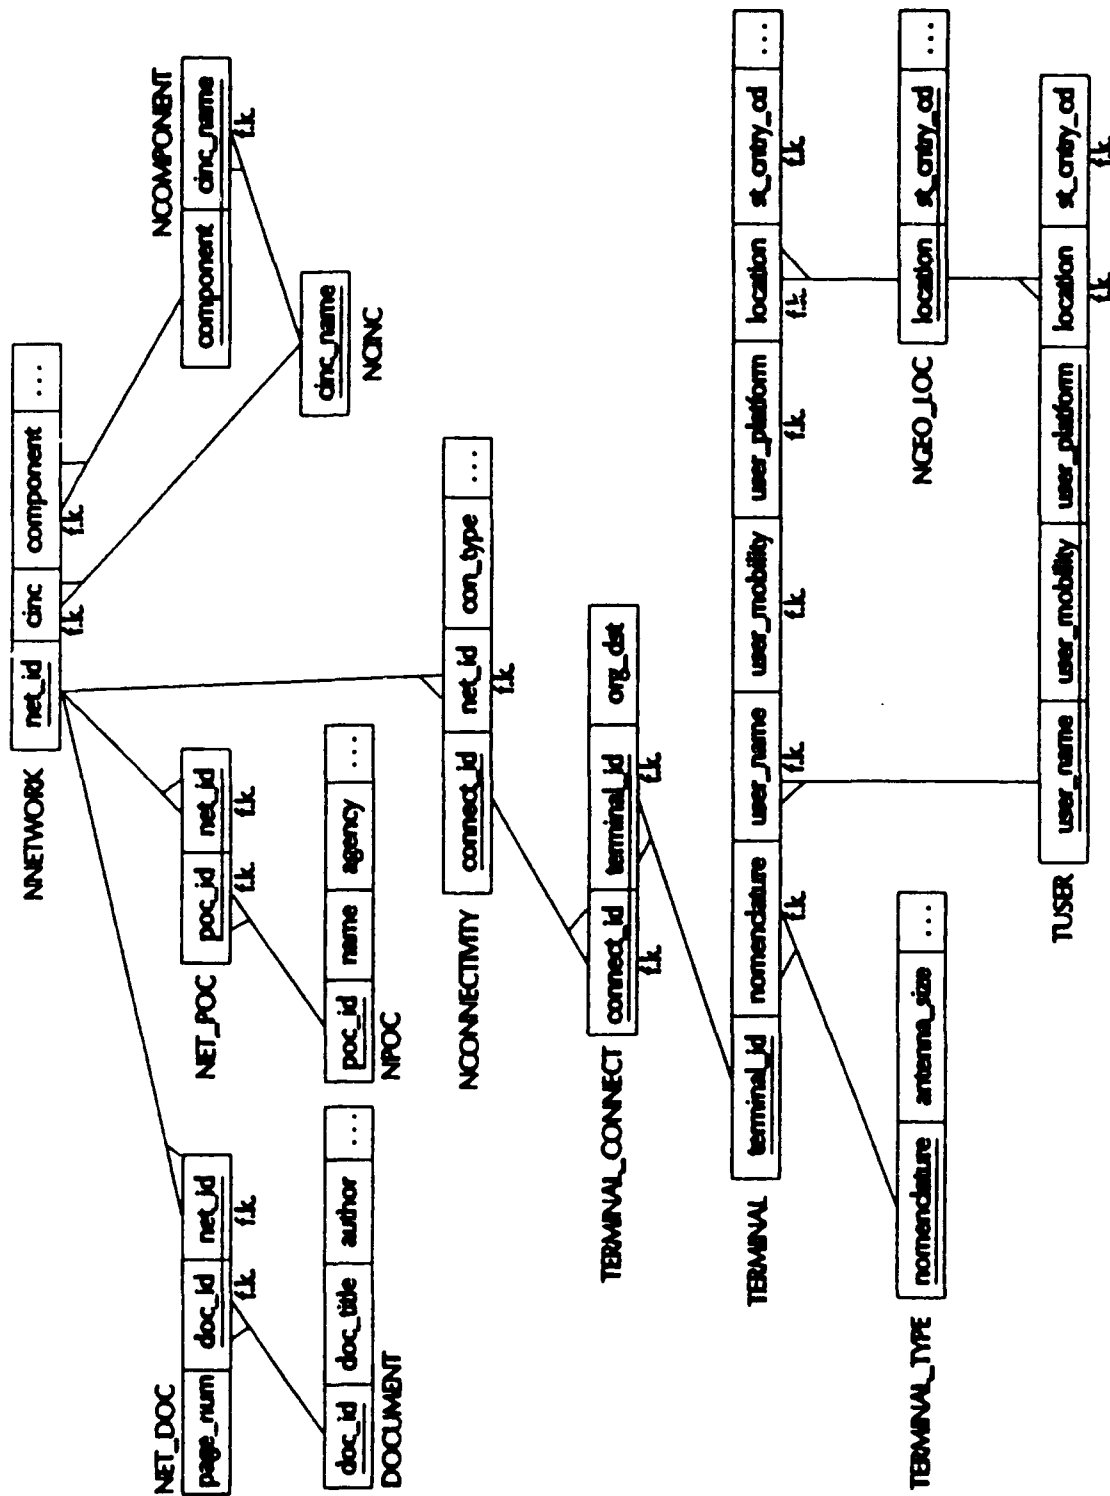 NNETWORK
net_id cinc component ...
f.k. f.k.
NCOMPONENT
component cinc_name
f.k.
cinc_name
NCINC
NET_DOC
page_num doc_id net_id
f.k. f.k.
NET_POC
poc_id net_id
f.k. f.k.
doc_id doc_title author ...
DOCUMENT
poc_id name agency ...
NPOC
NCONNECTIVITY
connect_id net_id con_type ...
f.k.
TERMINAL_CONNECT
connect_id terminal_id org_dst
f.k. f.k.
TERMINAL
terminal_id nomenclature user_name user_mobility user_platform location st_cntry_cd ...
f.k. f.k. f.k. f.k. f.k. f.k.
TERMINAL_TYPE
nomenclature antenna_size ...
NGEO_LOC
location st_cntry_cd ...
TUSER
user_name user_mobility user_platform location st_cntry_cd
f.k. f.k.